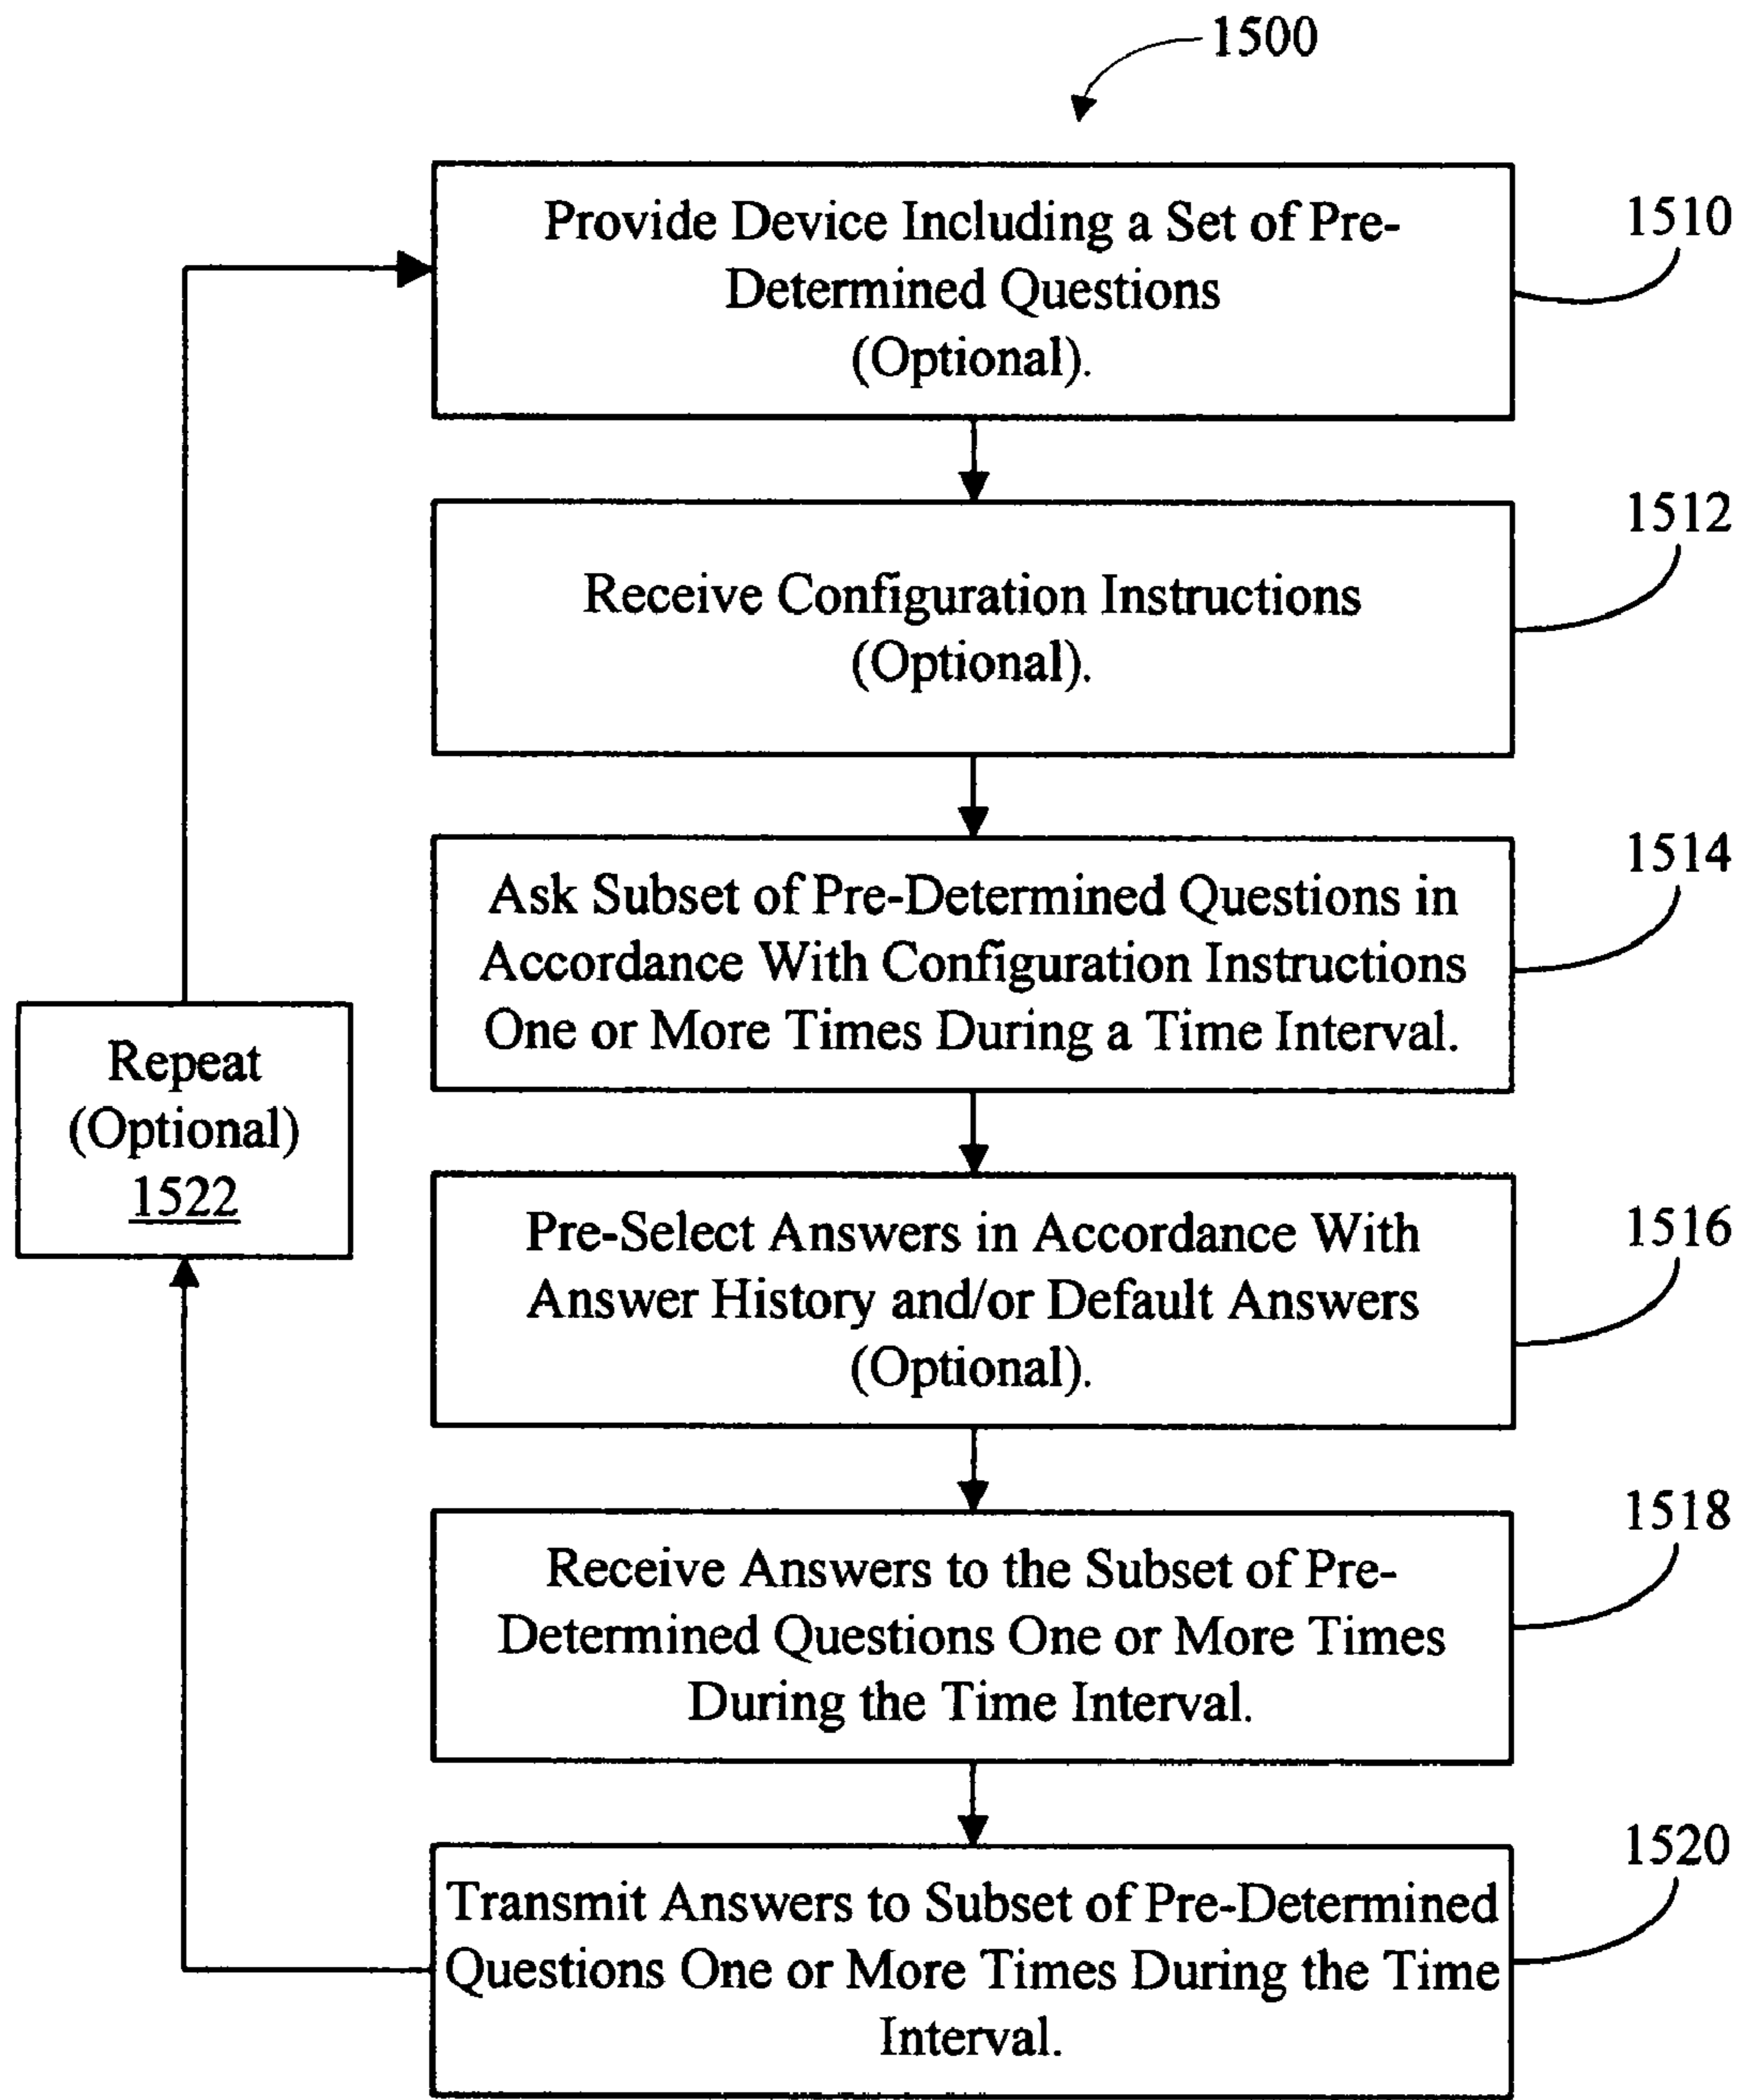 1500
Provide Device Including a Set of Pre-
Determined Questions
(Optional).
1510
Receive Configuration Instructions
(Optional).
1512
Ask Subset of Pre-Determined Questions in
Accordance With Configuration Instructions
One or More Times During a Time Interval.
1514
Repeat
(Optional)
1522
Pre-Select Answers in Accordance With
Answer History and/or Default Answers
(Optional).
1516
Receive Answers to the Subset of Pre-
Determined Questions One or More Times
During the Time Interval.
1518
Transmit Answers to Subset of Pre-Determined
Questions One or More Times During the Time
Interval.
1520